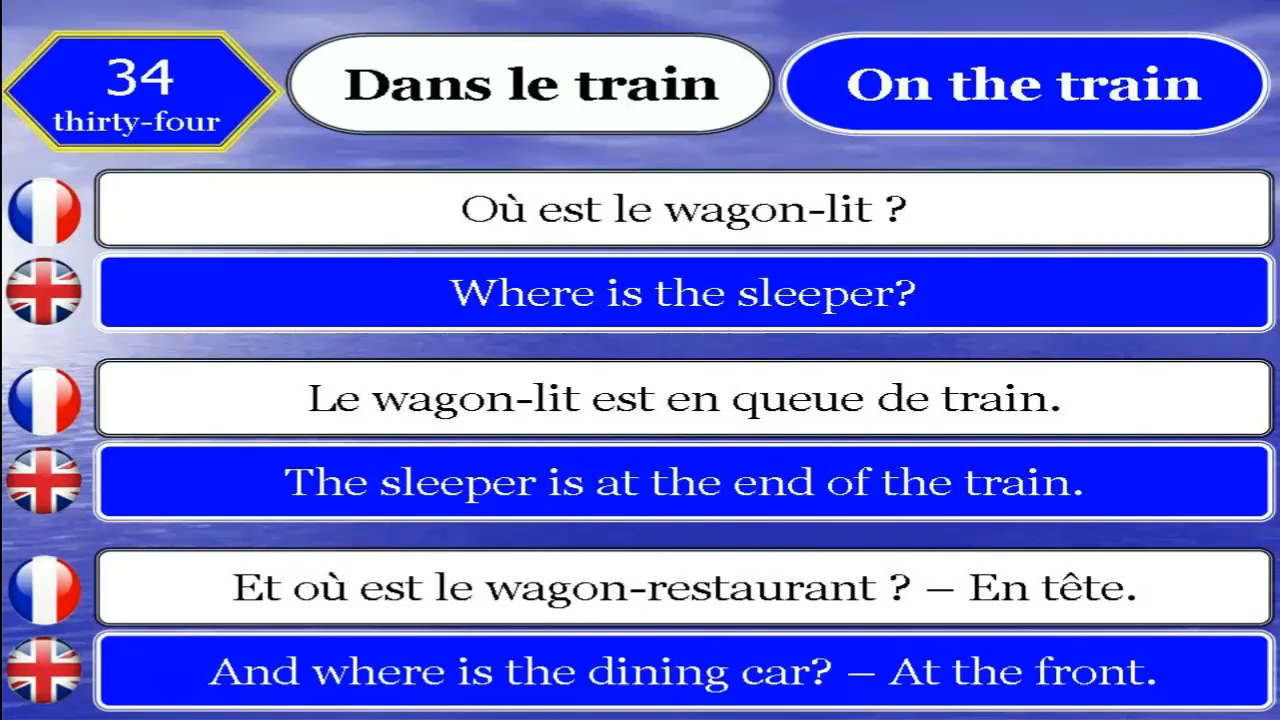 34
thirty-four
Dans le train
On the train
Où est le wagon-lit ?
Where is the sleeper?
Le wagon-lit est en queue de train.
The sleeper is at the end of the train.
Et où est le wagon-restaurant ? – En tête.
And where is the dining car? – At the front.